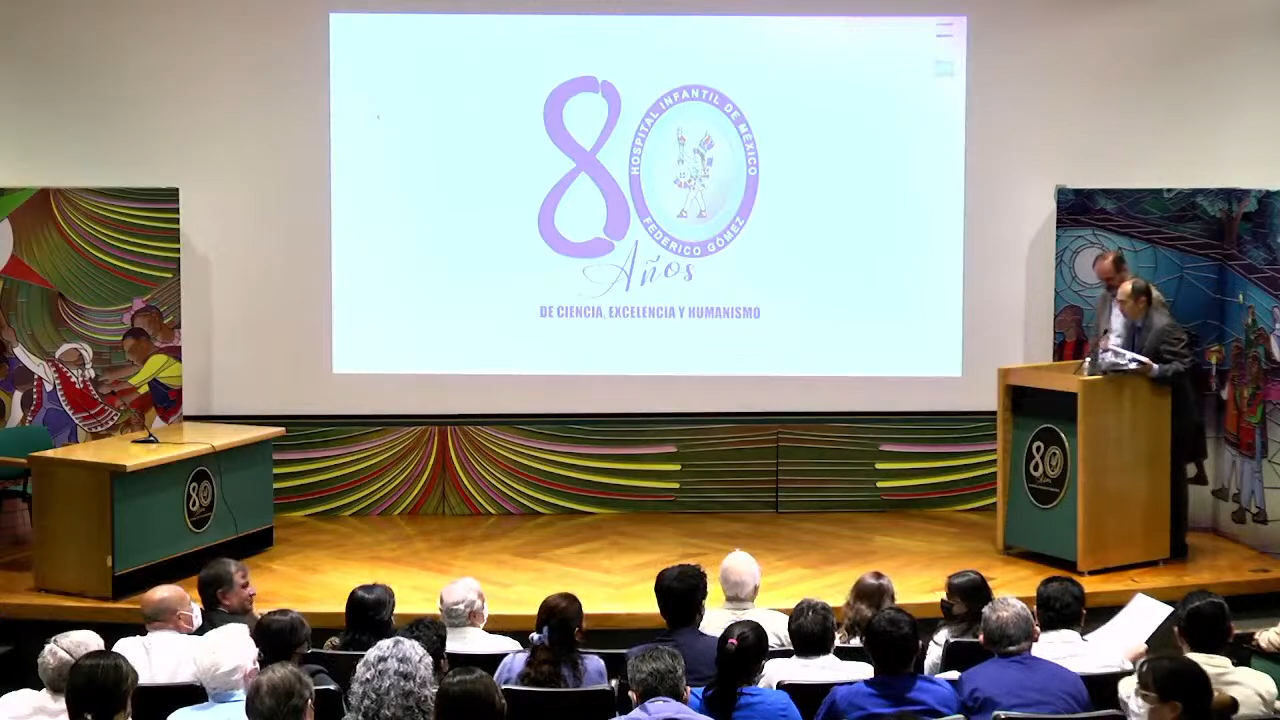 80
HOSPITAL INFANTIL DE MÉXICO
FEDERICO GÓMEZ
Años
DE CIENCIA, EXCELENCIA Y HUMANISMO
80
80